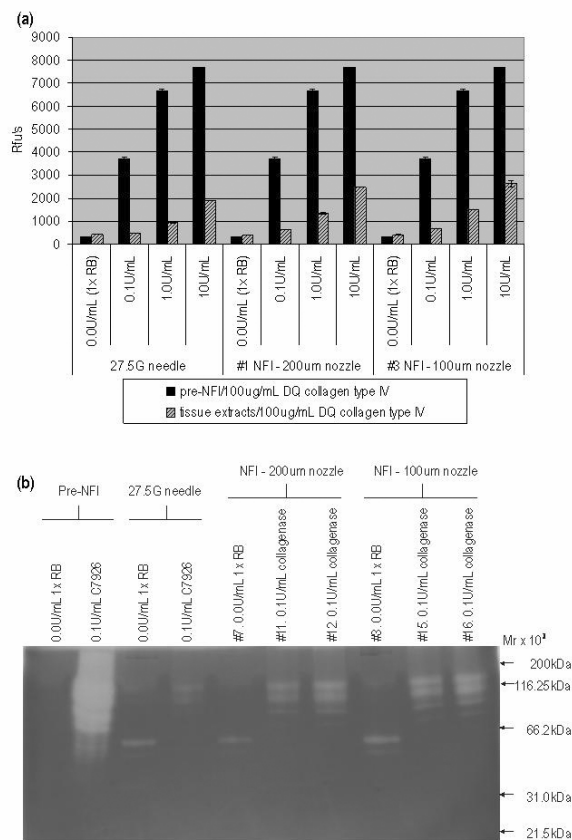 (a)
9000
8000
7000
6000
5000
4000
3000
2000
1000
0
Rfu's
0.0U/mL (1x RB)
0.1U/mL
1.0U/mL
10U/mL
0.0U/mL (1x RB)
0.1U/mL
1.0U/mL
10U/mL
0.0U/mL (1x RB)
0.1U/mL
1.0U/mL
10U/mL
27.5G needle
#1 NFI - 200um nozzle
#3 NFI - 100um nozzle
pre-NFI/100ug/mL DQ collagen type IV
tissue extracts/100ug/mL DQ collagen type IV
(b)
Pre-NFI
27.5G needle
NFI - 200um nozzle
NFI - 100um nozzle
0.0U/mL 1x RB
0.1U/mL C7926
0.0U/mL 1x RB
0.1U/mL C7926
#7. 0.0U/mL 1x RB
#11. 0.1U/mL collagenase
#12. 0.1U/mL collagenase
#3. 0.0U/mL 1x RB
#15. 0.1U/mL collagenase
#16. 0.1U/mL collagenase
Mr x 10³
200kDa
116.25kDa
66.2kDa
31.0kDa
21.5kDa